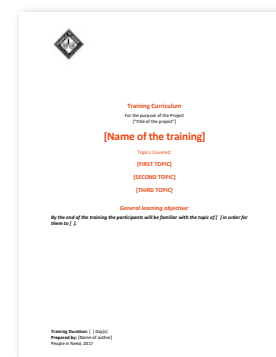 Training Curriculum
For the purpose of the Project
["Title of the project"]
[Name of the training]
Topics Covered:
[FIRST TOPIC]
[SECOND TOPIC]
[THIRD TOPIC]
General learning objective:
By the end of the training the participants will be familiar with the topic of [  ] in order for
them to [  ].
Training Duration: [  ] Day(s)
Prepared by: [Name of author]
People in Need, 2017